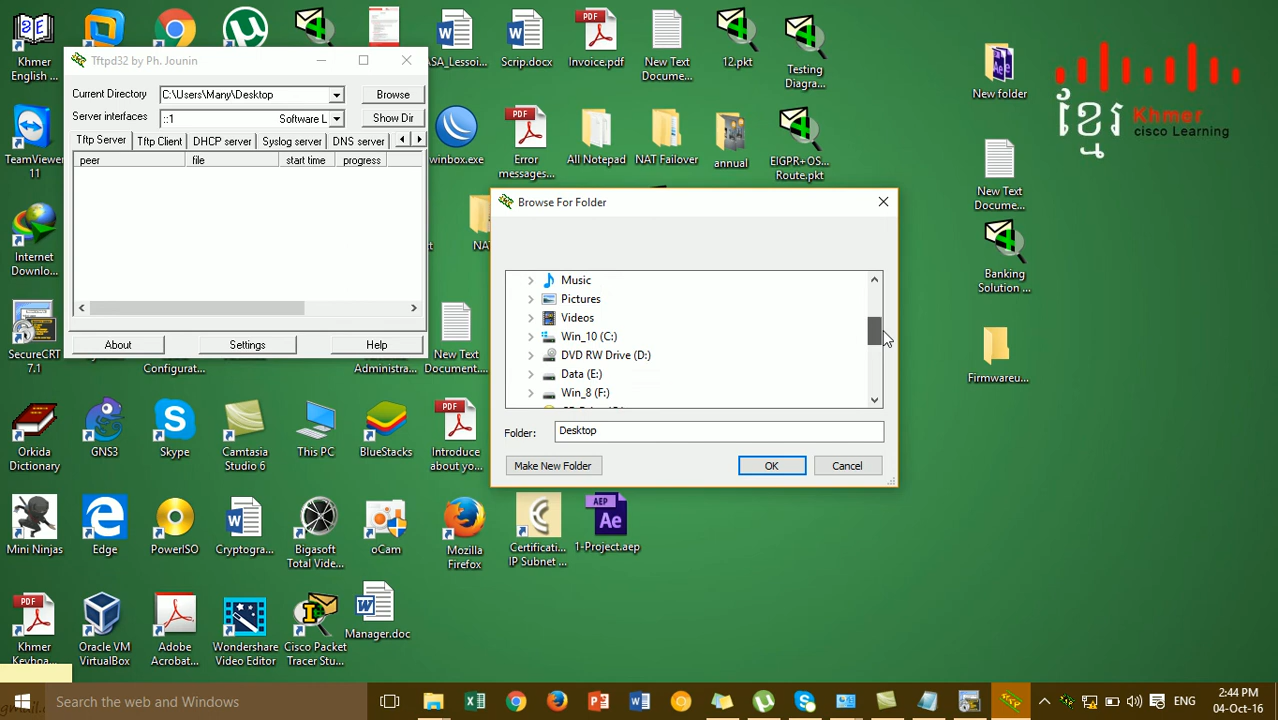 Khmer
English ...
ASA_Lessoi...
Scrip.docx
Invoice.pdf
New Text
Docume...
12.pkt
Testing
Diagra...
New folder
ខ្មែរ
Khmer
cisco Learning
Tftpd32 by Ph. Jounin
Current Directory
C:\Users\Many\Desktop
Browse
Server interfaces
::1
Software L
Show Dir
Tftp Server
Tftp Client
DHCP server
Syslog server
DNS server
peer
file
start time
progress
About
Settings
Help
TeamViewer
11
winbox.exe
Error
messages...
All Notepad
NAT Failover
annual
EIGPR+OS...
Route.pkt
New Text
Docume...
Internet
Downlo...
Banking
Solution ...
Browse For Folder
Music
Pictures
Videos
Win_10 (C:)
DVD RW Drive (D:)
Data (E:)
Win_8 (F:)
Folder:
Desktop
Make New Folder
OK
Cancel
SecureCRT
7.1
Configurat...
Administra...
New Text
Document....
Firmwareu...
Orkida
Dictionary
GNS3
Skype
Camtasia
Studio 6
This PC
BlueStacks
Introduce
about yo...
Mini Ninjas
Edge
PowerISO
Cryptogra...
Bigasoft
Total Vide...
oCam
Mozilla
Firefox
Certificati...
IP Subnet ...
AEP
1-Project.aep
Khmer
Keyboa...
Oracle VM
VirtualBox
Adobe
Acrobat...
Wondershare
Video Editor
Cisco Packet
Tracer Stu...
Manager.doc
Search the web and Windows
ENG
2:44 PM
04-Oct-16